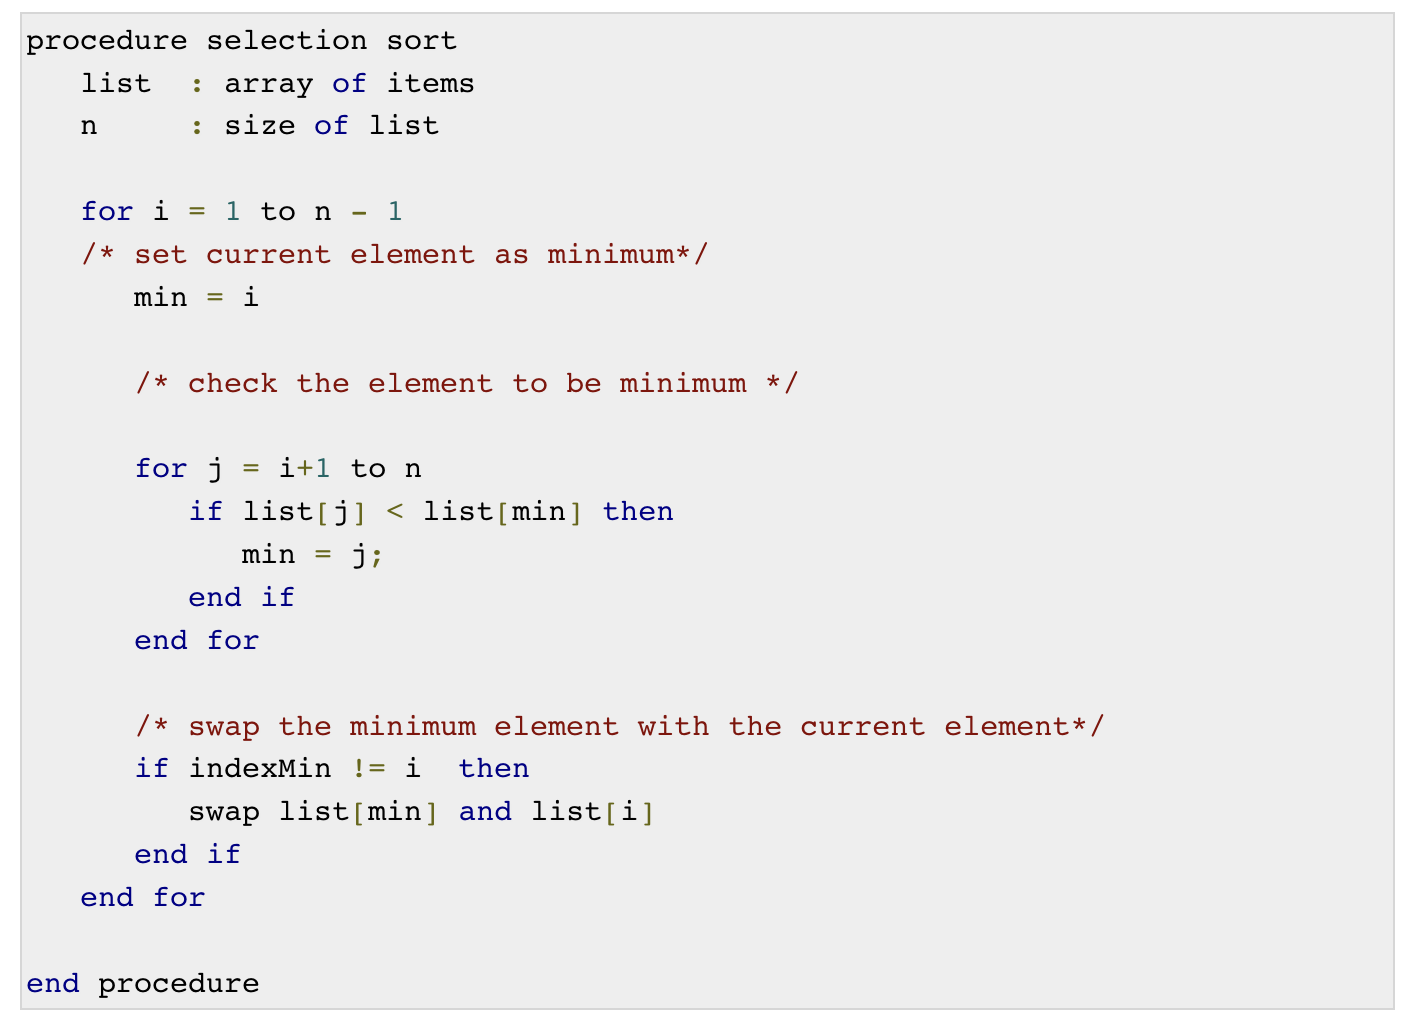 procedure selection sort
   list  : array of items
   n     : size of list
   for i = 1 to n - 1
   /* set current element as minimum*/
      min = i
      /* check the element to be minimum */
      for j = i+1 to n
         if list[j] < list[min] then
            min = j;
         end if
      end for
      /* swap the minimum element with the current element*/
      if indexMin != i  then
         swap list[min] and list[i]
      end if
   end for
end procedure